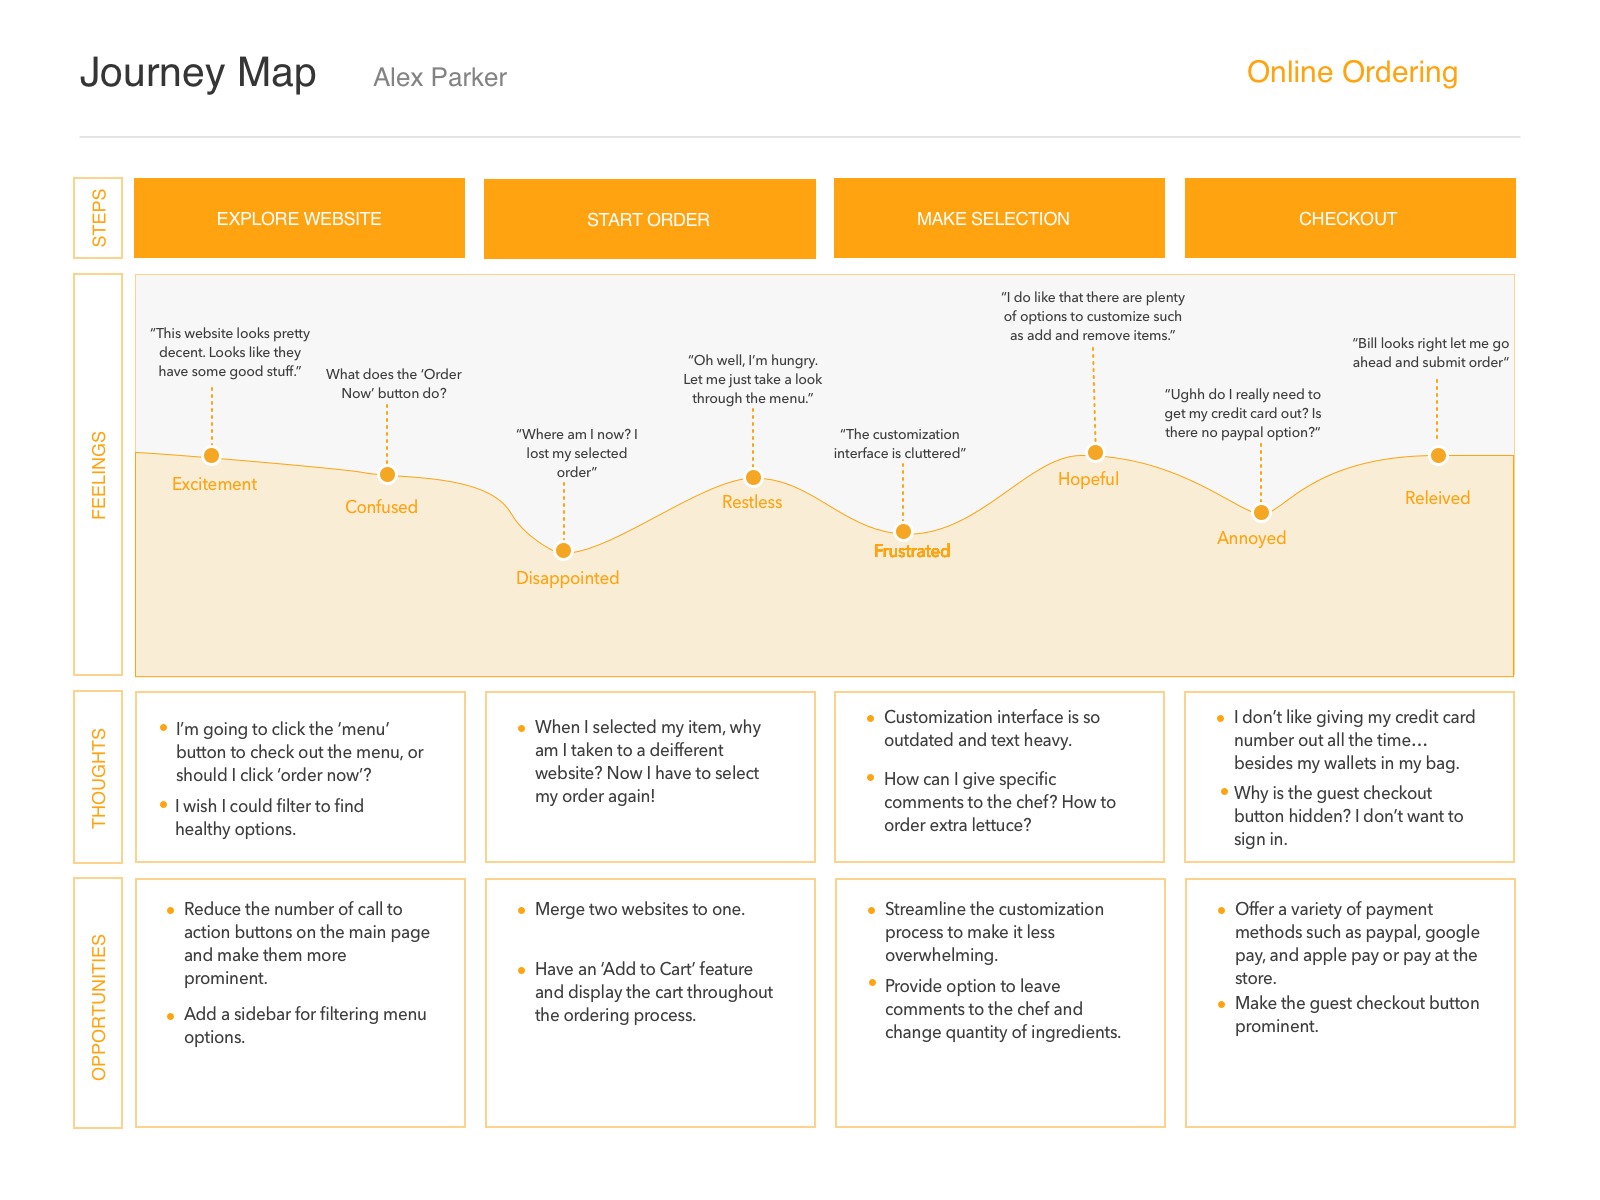 Journey Map
Alex Parker
Online Ordering
STEPS
EXPLORE WEBSITE
START ORDER
MAKE SELECTION
CHECKOUT
FEELINGS
“This website looks pretty
decent. Looks like they
have some good stuff.”
Excitement
What does the ‘Order
Now’ button do?
Confused
“Where am I now? I
lost my selected
order”
Disappointed
“Oh well, I’m hungry.
Let me just take a look
through the menu.”
Restless
“The customization
interface is cluttered”
Frustrated
“I do like that there are plenty
of options to customize such
as add and remove items.”
Hopeful
“Ughh do I really need to
get my credit card out? Is
there no paypal option?”
Annoyed
“Bill looks right let me go
ahead and submit order”
Releived
THOUGHTS
• I’m going to click the ‘menu’
button to check out the menu, or
should I click ‘order now’?
• I wish I could filter to find
healthy options.
• When I selected my item, why
am I taken to a deifferent
website? Now I have to select
my order again!
• Customization interface is so
outdated and text heavy.
• How can I give specific
comments to the chef? How to
order extra lettuce?
• I don’t like giving my credit card
number out all the time…
besides my wallets in my bag.
• Why is the guest checkout
button hidden? I don’t want to
sign in.
OPPORTUNITIES
• Reduce the number of call to
action buttons on the main page
and make them more
prominent.
• Add a sidebar for filtering menu
options.
• Merge two websites to one.
• Have an ‘Add to Cart’ feature
and display the cart throughout
the ordering process.
• Streamline the customization
process to make it less
overwhelming.
• Provide option to leave
comments to the chef and
change quantity of ingredients.
• Offer a variety of payment
methods such as paypal, google
pay, and apple pay or pay at the
store.
• Make the guest checkout button
prominent.